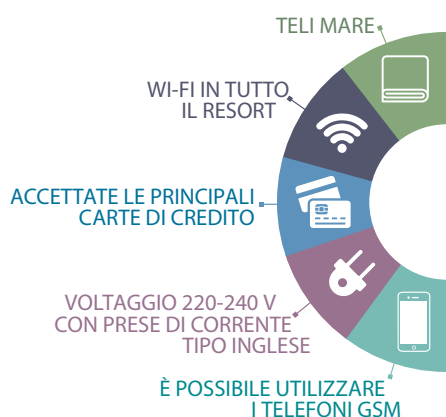 TELI MARE
WI-FI IN TUTTO
IL RESORT
ACCETTATE LE PRINCIPALI
CARTE DI CREDITO
VOLTAGGIO 220-240 V
CON PRESE DI CORRENTE
TIPO INGLESE
È POSSIBILE UTILIZZARE
I TELEFONI GSM